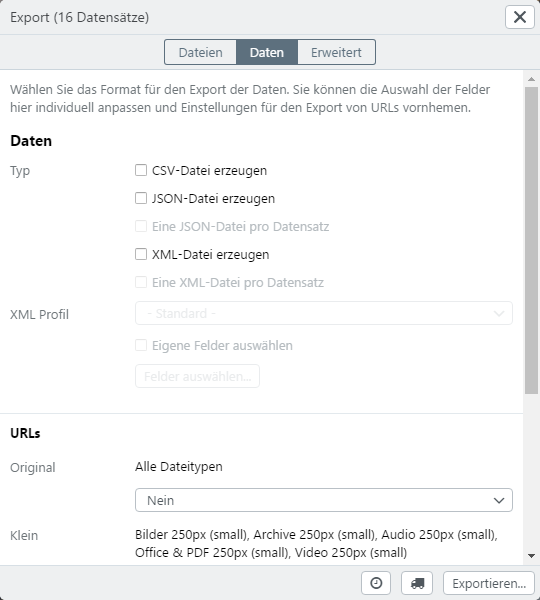 Export (16 Datensätze)
Dateien
Daten
Erweitert
Wählen Sie das Format für den Export der Daten. Sie können die Auswahl der Felder
hier individuell anpassen und Einstellungen für den Export von URLs vornhemen.
Daten
Typ
CSV-Datei erzeugen
JSON-Datei erzeugen
Eine JSON-Datei pro Datensatz
XML-Datei erzeugen
Eine XML-Datei pro Datensatz
XML Profil
- Standard -
Eigene Felder auswählen
Felder auswählen...
URLs
Original
Alle Dateitypen
Nein
Klein
Bilder 250px (small), Archive 250px (small), Audio 250px (small),
Office & PDF 250px (small), Video 250px (small)
Exportieren...